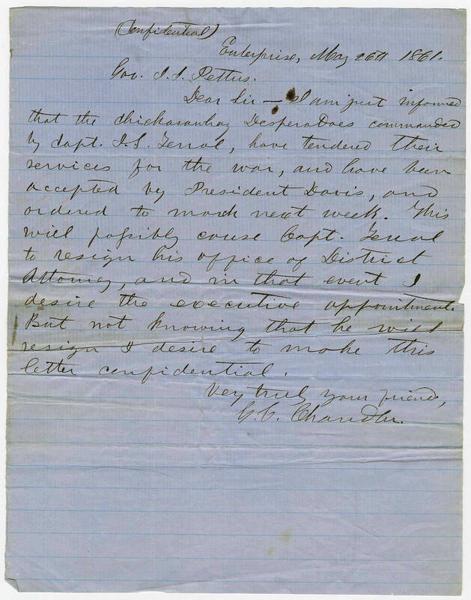 (Confidential)
Enterprise, May 26th 1861.
Gov. J. J. Pettus.
Dear Sir — I am just informed
that the Chickasawhay Desperadoes commanded
by Capt. Terral, have tendered their
services for the war, and have been
accepted by President Davis, and
ordered to march next week. This
will possibly cause Capt. Terral
to resign his office of District
Attorney, and in that event I
desire the executive appointment.
But not knowing that he will
resign I desire to make this
letter confidential.
Very truly your friend,
G. C. Chandler.